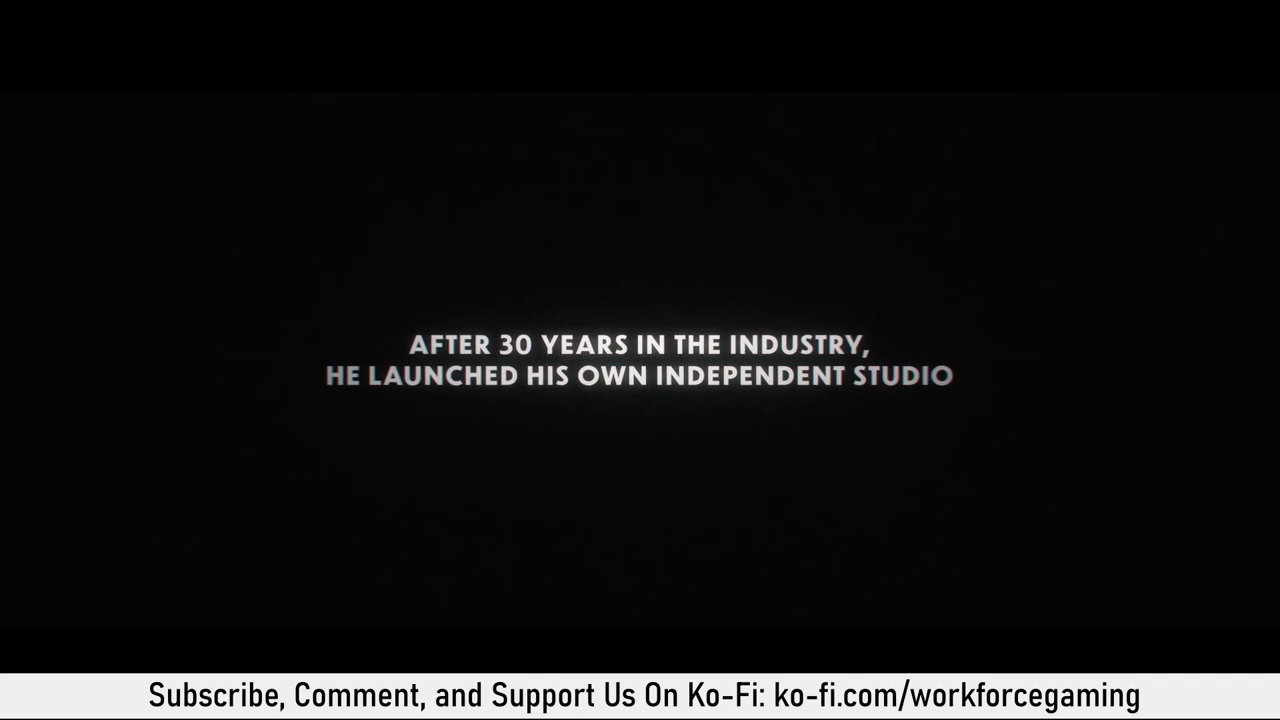 AFTER 30 YEARS IN THE INDUSTRY,
HE LAUNCHED HIS OWN INDEPENDENT STUDIO
Subscribe, Comment, and Support Us On Ko-Fi: ko-fi.com/workforcegaming